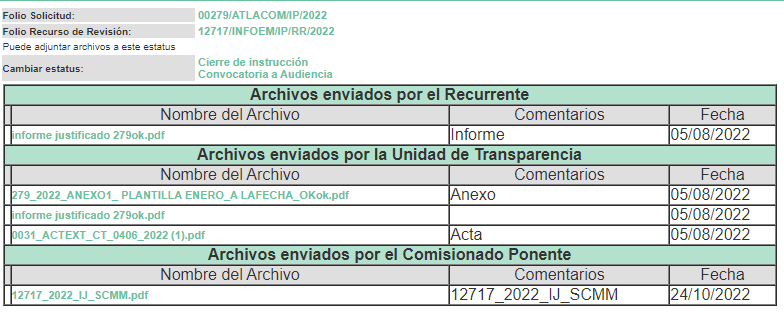 Folio Solicitud: 00279/ATLACOM/IP/2022
Folio Recurso de Revisión: 12717/INFOEM/IP/RR/2022
Puede adjuntar archivos a este estatus
Cambiar estatus: Cierre de instrucción
Convocatoria a Audiencia
Archivos enviados por el Recurrente
Nombre del Archivo Comentarios Fecha
informe justificado 279ok.pdf Informe 05/08/2022
Archivos enviados por la Unidad de Transparencia
Nombre del Archivo Comentarios Fecha
279_2022_ANEXO1_ PLANTILLA ENERO_A LAFECHA_OKok.pdf Anexo 05/08/2022
informe justificado 279ok.pdf 05/08/2022
0031_ACTEXT_CT_0406_2022 (1).pdf Acta 05/08/2022
Archivos enviados por el Comisionado Ponente
Nombre del Archivo Comentarios Fecha
12717_2022_IJ_SCMM.pdf 12717_2022_IJ_SCMM 24/10/2022